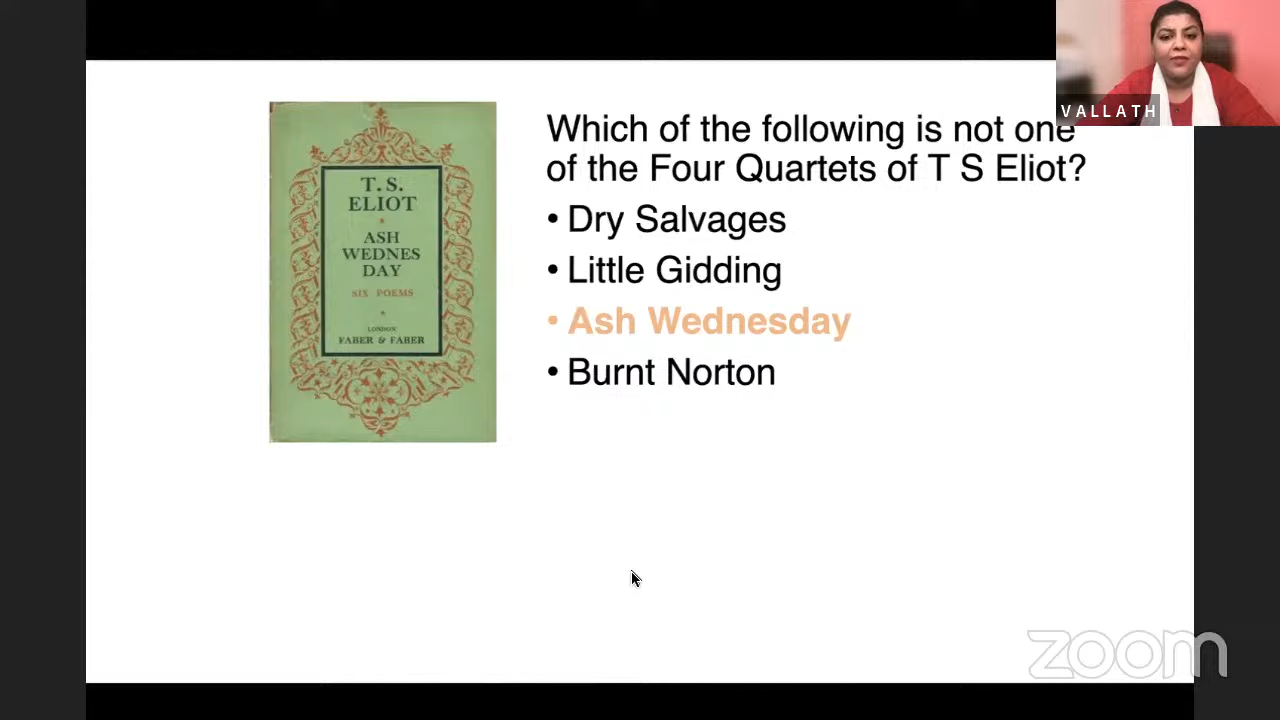 T. S.
ELIOT
ASH
WEDNES
DAY
SIX POEMS
LONDON
FABER & FABER
Which of the following is not one
of the Four Quartets of T S Eliot?
• Dry Salvages
• Little Gidding
• Ash Wednesday
• Burnt Norton
VALLATH
zoom